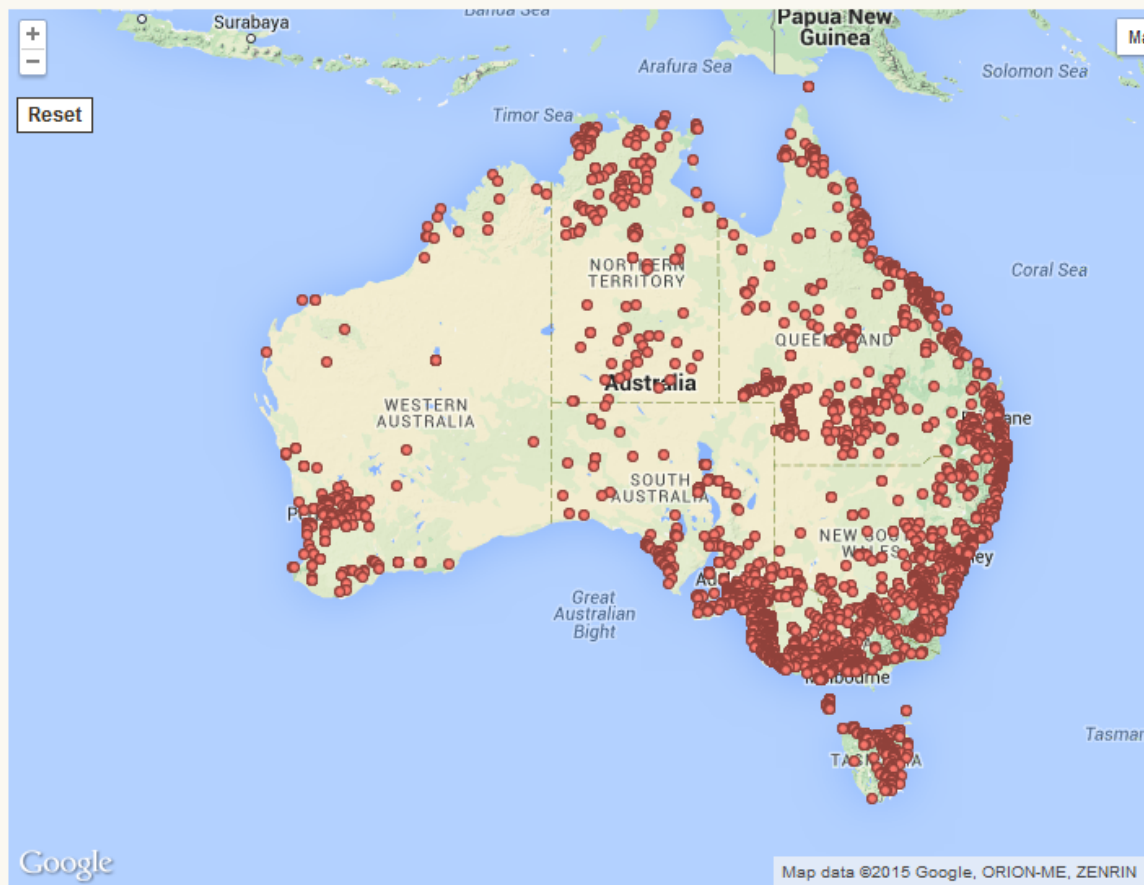 Banda Sea
Surabaya
Papua New
Guinea
+
−
Ma
Arafura Sea
Solomon Sea
Reset
Timor Sea
Coral Sea
NORTHERN
TERRITORY
QUEENSLAND
Australia
WESTERN
AUSTRALIA
SOUTH
AUSTRALIA
NEW SOUTH
WALES
Great
Australian
Bight
Melbourne
Tasman
TASMANIA
Google
Map data ©2015 Google, ORION-ME, ZENRIN